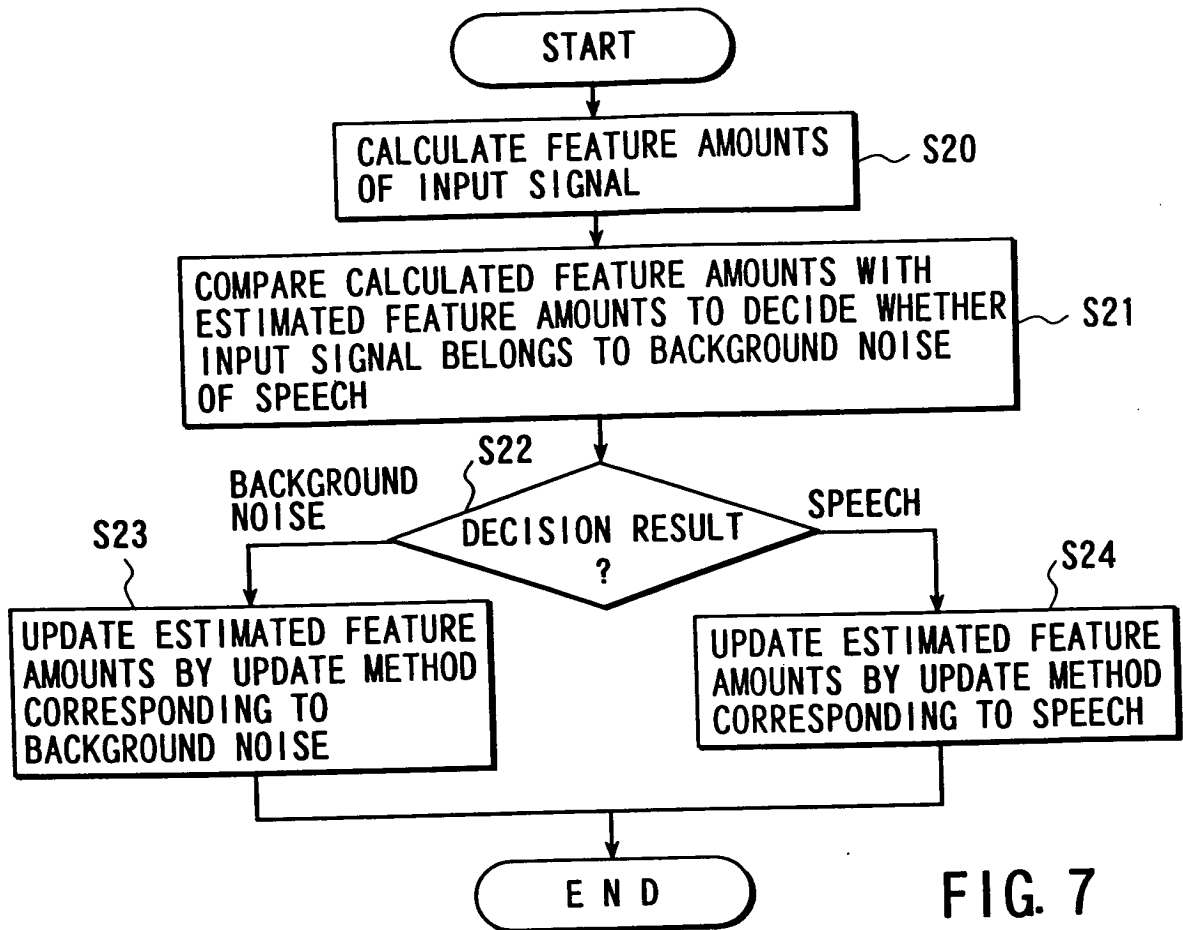 START
CALCULATE FEATURE AMOUNTS
OF INPUT SIGNAL
S20
COMPARE CALCULATED FEATURE AMOUNTS WITH
ESTIMATED FEATURE AMOUNTS TO DECIDE WHETHER
INPUT SIGNAL BELONGS TO BACKGROUND NOISE
OF SPEECH
S21
S22
BACKGROUND
NOISE
DECISION RESULT
?
SPEECH
S23
UPDATE ESTIMATED FEATURE
AMOUNTS BY UPDATE METHOD
CORRESPONDING TO
BACKGROUND NOISE
S24
UPDATE ESTIMATED FEATURE
AMOUNTS BY UPDATE METHOD
CORRESPONDING TO SPEECH
END
FIG. 7